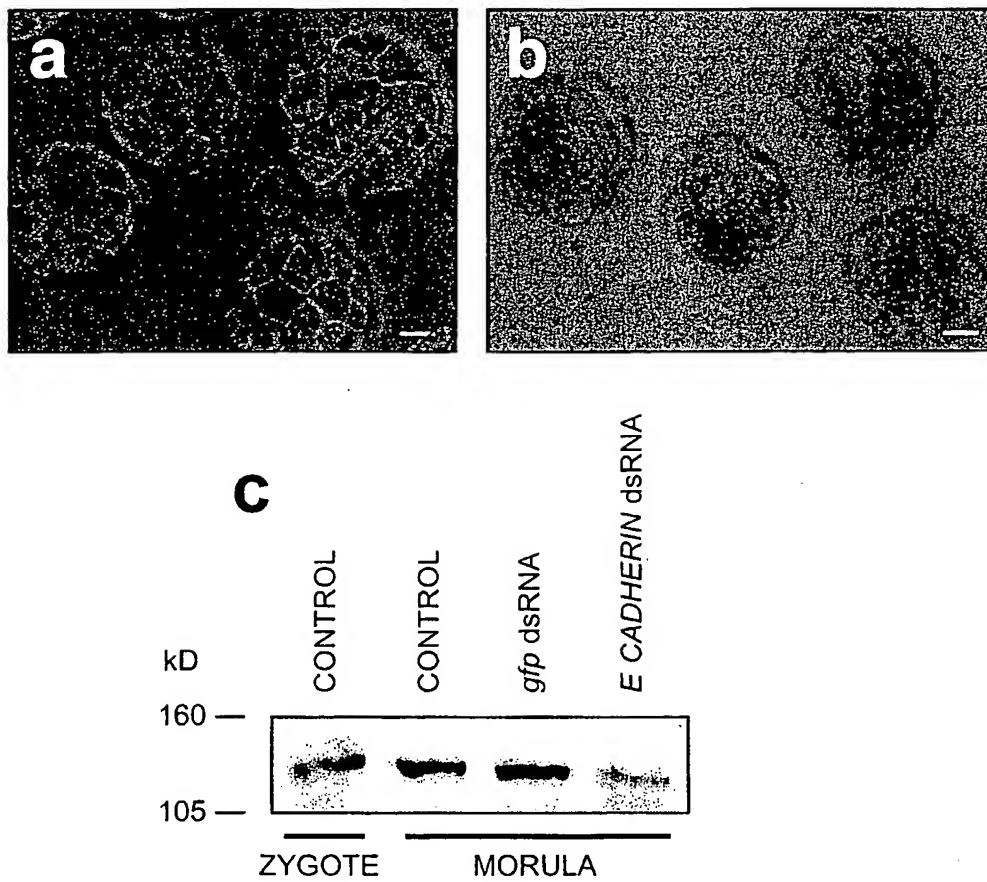 a
b
c
kD
CONTROL
CONTROL
gfp dsRNA
E CADHERIN dsRNA
160
105
ZYGOTE
MORULA